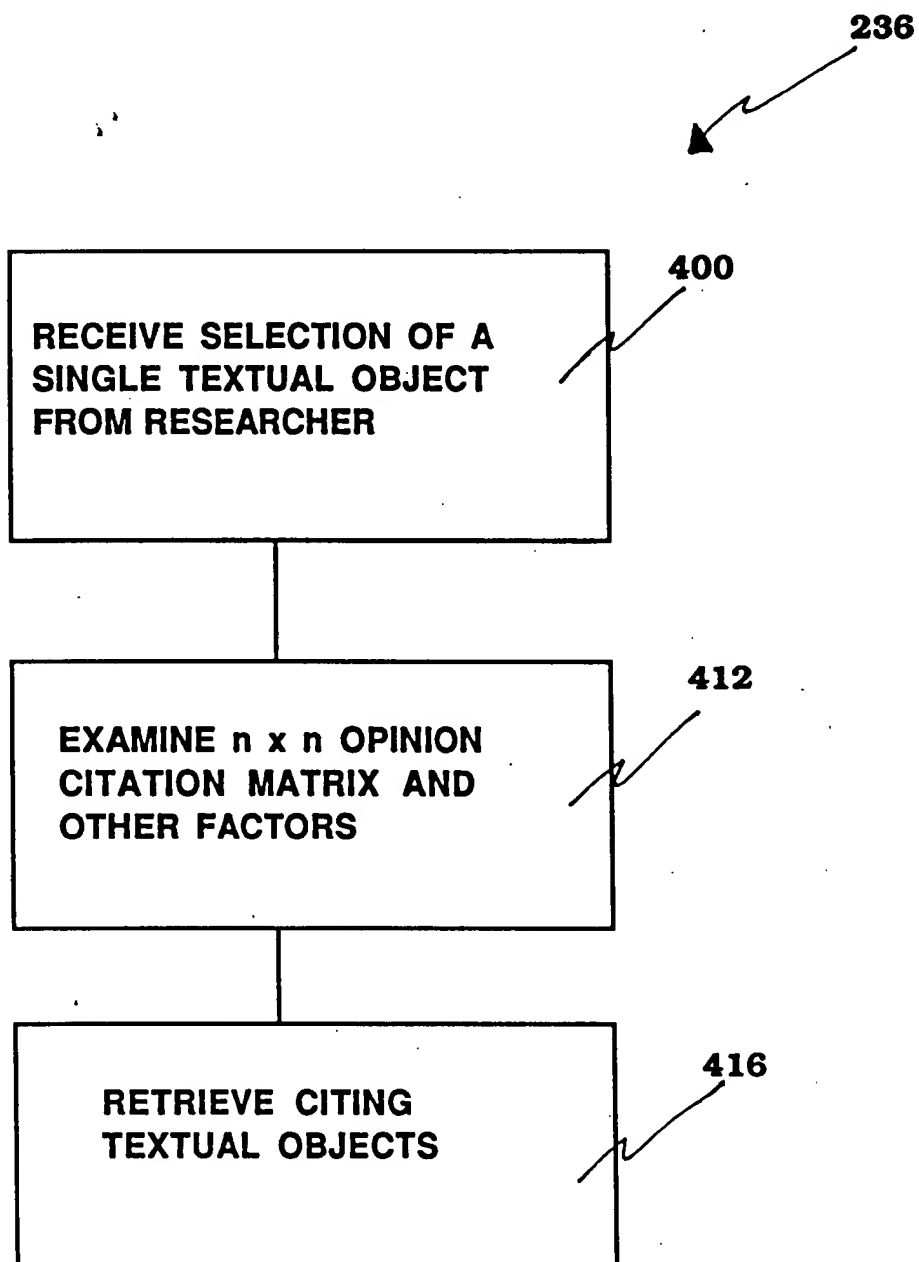 236
400
RECEIVE SELECTION OF A
SINGLE TEXTUAL OBJECT
FROM RESEARCHER
412
EXAMINE n x n OPINION
CITATION MATRIX AND
OTHER FACTORS
416
RETRIEVE CITING
TEXTUAL OBJECTS